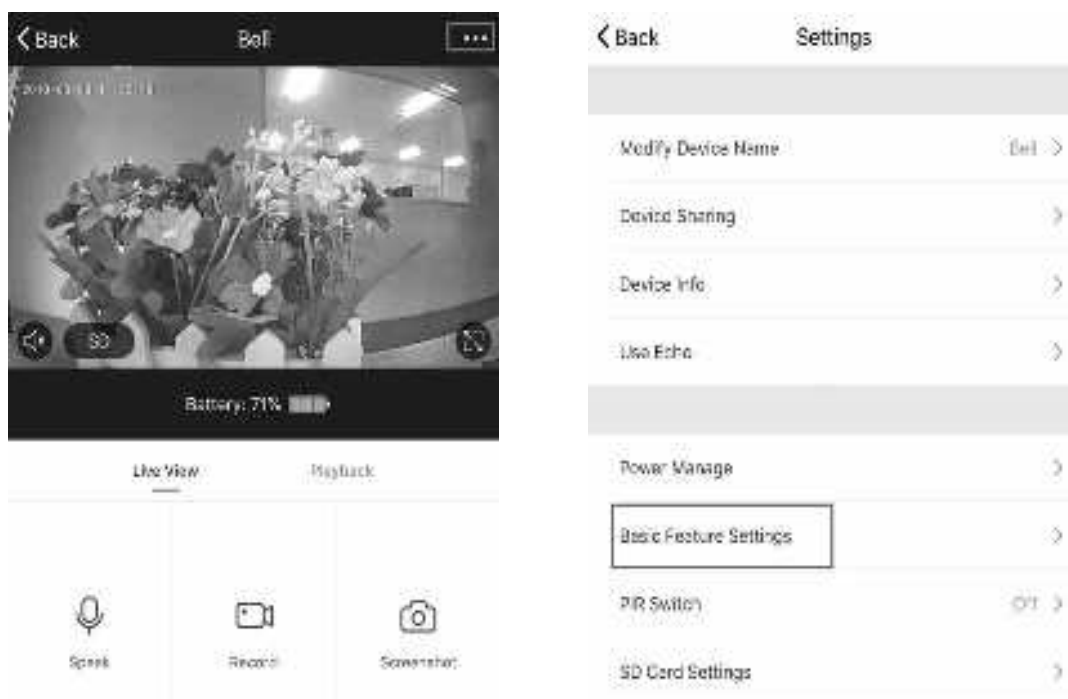 Back
Bell
...
SD
Battery: 71%
Live View
Playback
Speak
Record
Screenshot
Back
Settings
Modify Device Name
Bell
Device Sharing
Device Info
Use Echo
Power Manage
Basic Feature Settings
PIR Switch
Off
SD Card Settings